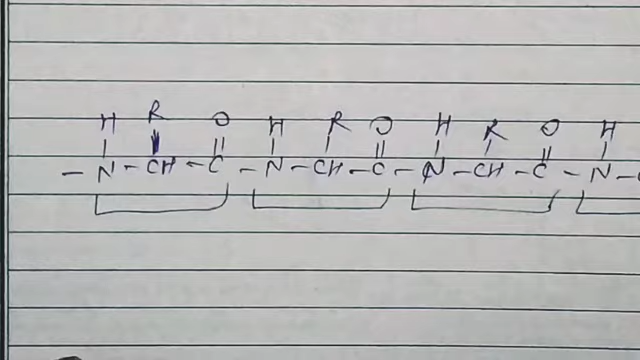 H R O H R O H R O H
– N – CH – C – N – CH – C – N – CH – C – N –